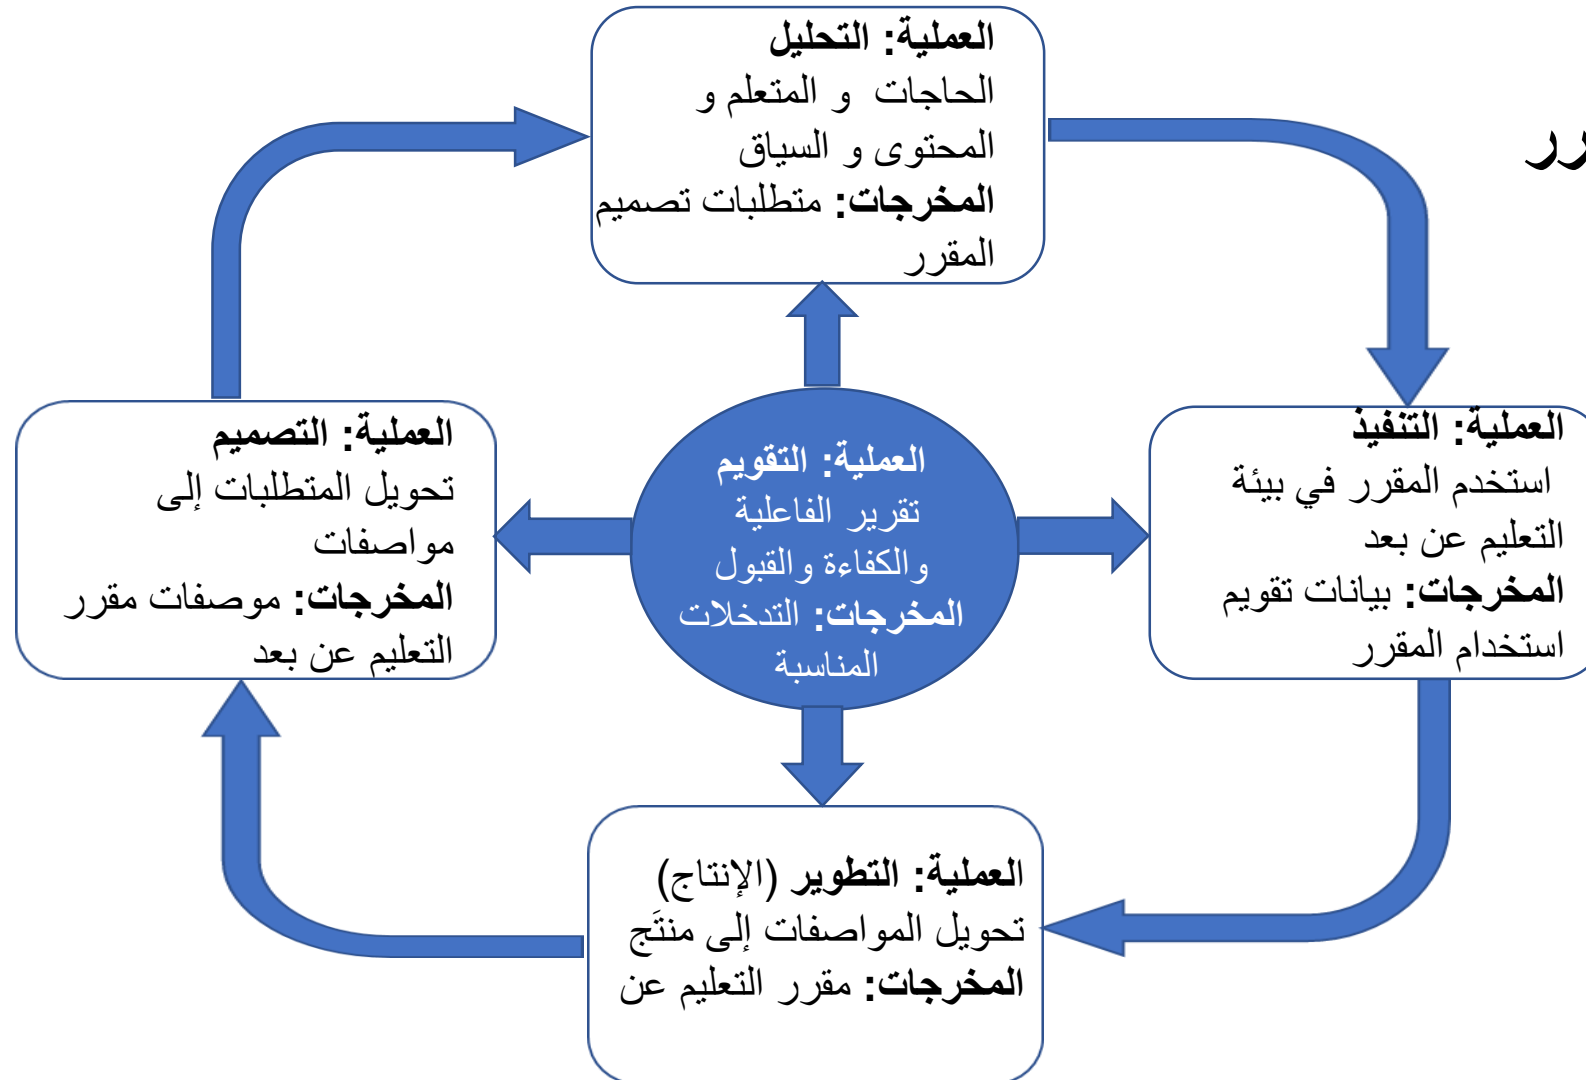 العملية: التحليل
الحاجات و المتعلم و
المحتوى و السياق
المخرجات: متطلبات تصميم
المقرر
رر
العملية: التنفيذ
استخدم المقرر في بيئة
التعليم عن بعد
المخرجات: بيانات تقويم
استخدام المقرر
العملية: التقويم
تقرير الفاعلية
والكفاءة والقبول
المخرجات: التدخلات
المناسبة
العملية: التصميم
تحويل المتطلبات إلى
مواصفات
المخرجات: موصفات مقرر
التعليم عن بعد
العملية: التطوير (الإنتاج)
تحويل المواصفات إلى منتَج
المخرجات: مقرر التعليم عن